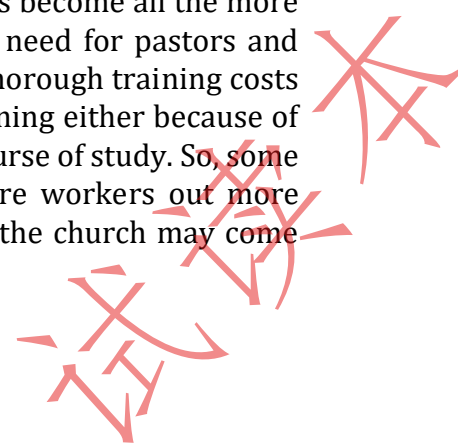 s become all the more
need for pastors and
horough training costs
ning either because of
urse of study. So, some
re workers out more
the church may come
试读本